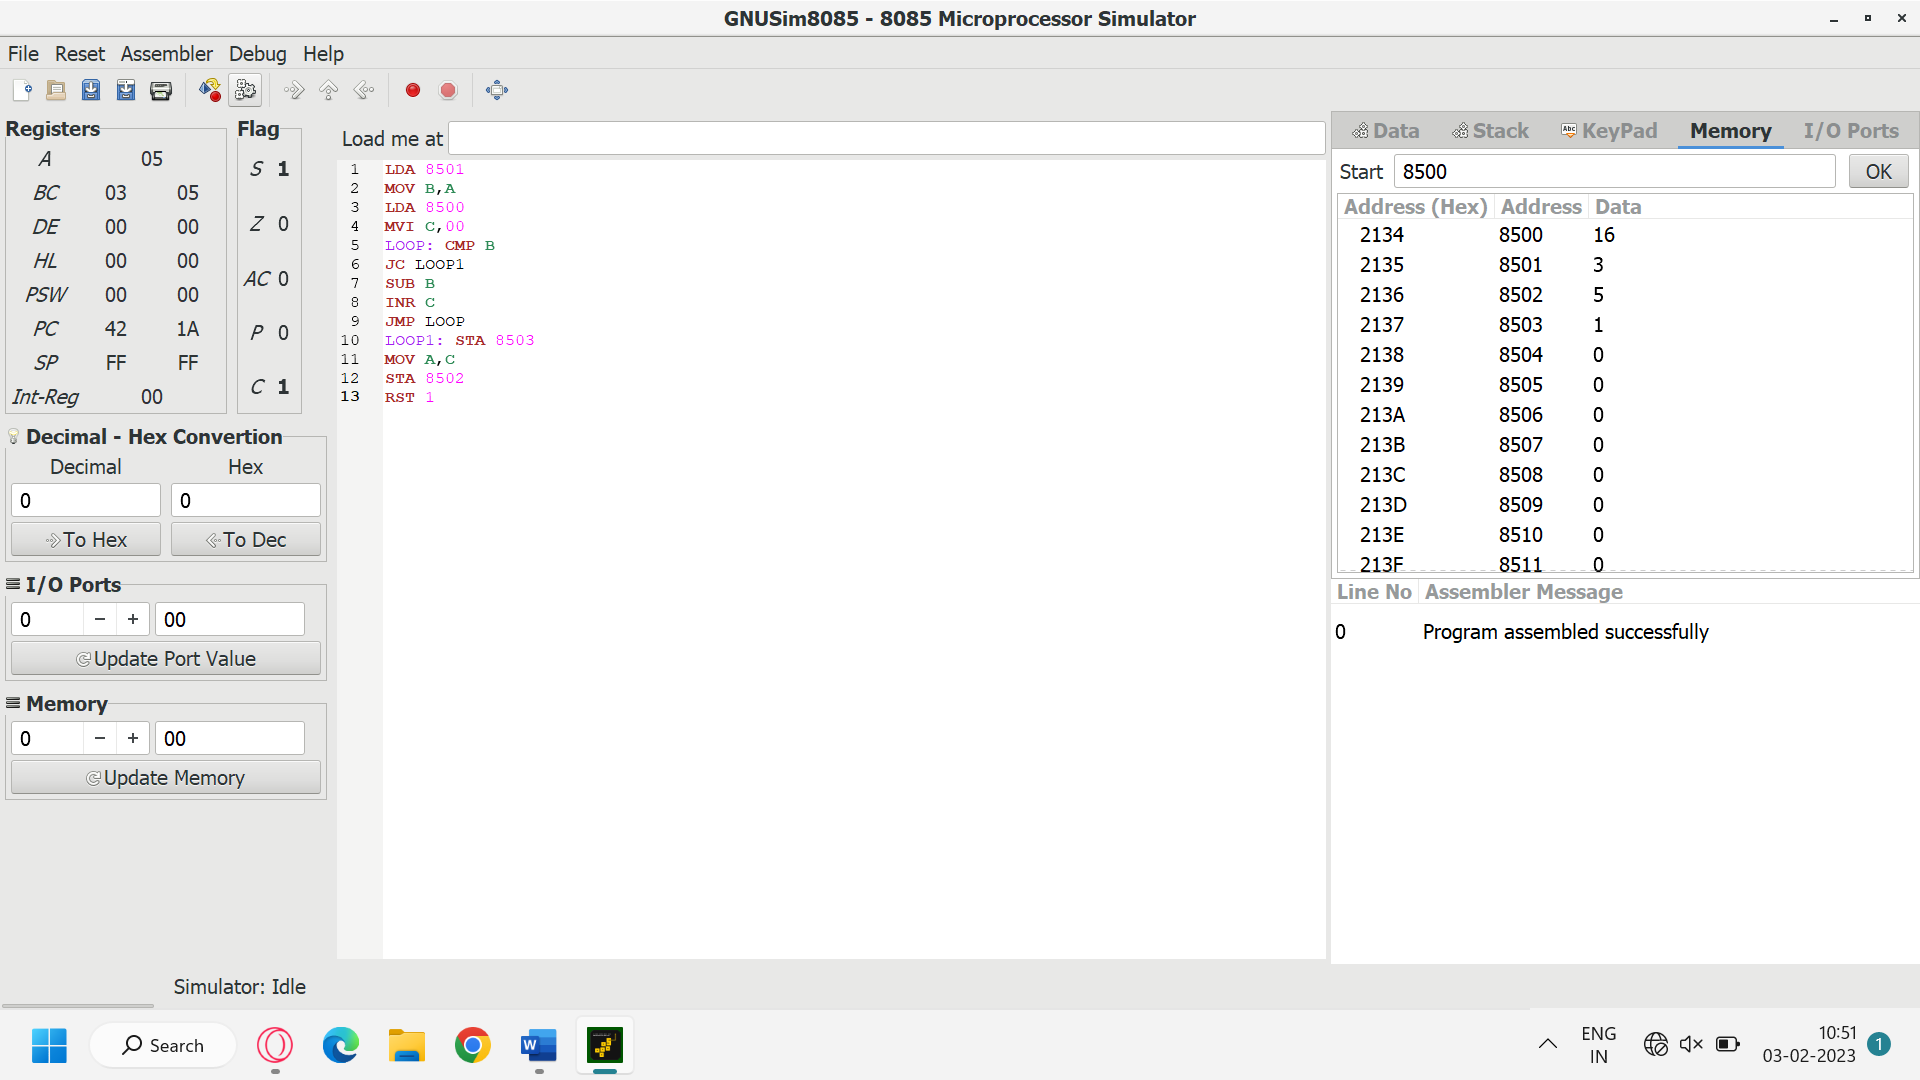 GNUSim8085 - 8085 Microprocessor Simulator
File Reset Assembler Debug Help
Registers
A 05
BC 03 05
DE 00 00
HL 00 00
PSW 00 00
PC 42 1A
SP FF FF
Int-Reg 00
Flag
S 1
Z 0
AC 0
P 0
C 1
Decimal - Hex Convertion
Decimal Hex
0 0
To Hex To Dec
I/O Ports
0 − + 00
Update Port Value
Memory
0 − + 00
Update Memory
Load me at
1 LDA 8501
2 MOV B,A
3 LDA 8500
4 MVI C,00
5 LOOP: CMP B
6 JC LOOP1
7 SUB B
8 INR C
9 JMP LOOP
10 LOOP1: STA 8503
11 MOV A,C
12 STA 8502
13 RST 1
Data Stack Abc KeyPad Memory I/O Ports
Start 8500 OK
Address (Hex) Address Data
2134 8500 16
2135 8501 3
2136 8502 5
2137 8503 1
2138 8504 0
2139 8505 0
213A 8506 0
213B 8507 0
213C 8508 0
213D 8509 0
213E 8510 0
213F 8511 0
Line No Assembler Message
0 Program assembled successfully
Simulator: Idle
Search
W
ENG
IN
10:51
03-02-2023
1